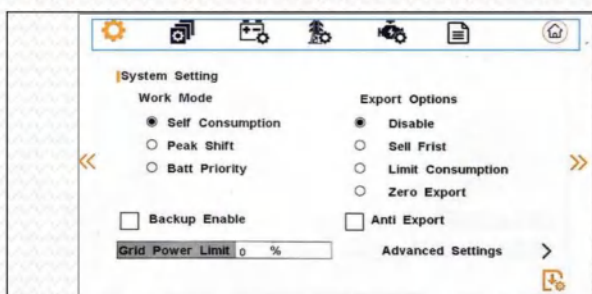 System Setting
Work Mode
Export Options
Self Consumption
Disable
Peak Shift
Sell Frist
Batt Priority
Limit Consumption
Zero Export
Backup Enable
Anti Export
Grid Power Limit 0 %
Advanced Settings